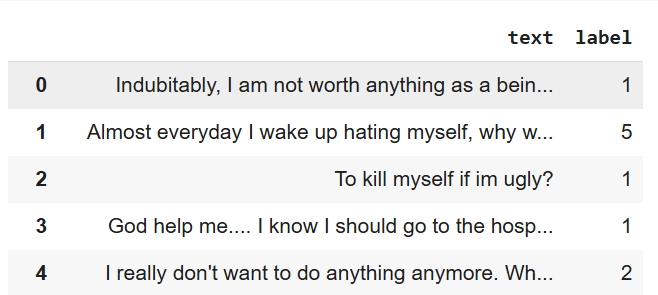 text label
0 Indubitably, I am not worth anything as a bein... 1
1 Almost everyday I wake up hating myself, why w... 5
2 To kill myself if im ugly? 1
3 God help me.... I know I should go to the hosp... 1
4 I really don't want to do anything anymore. Wh... 2